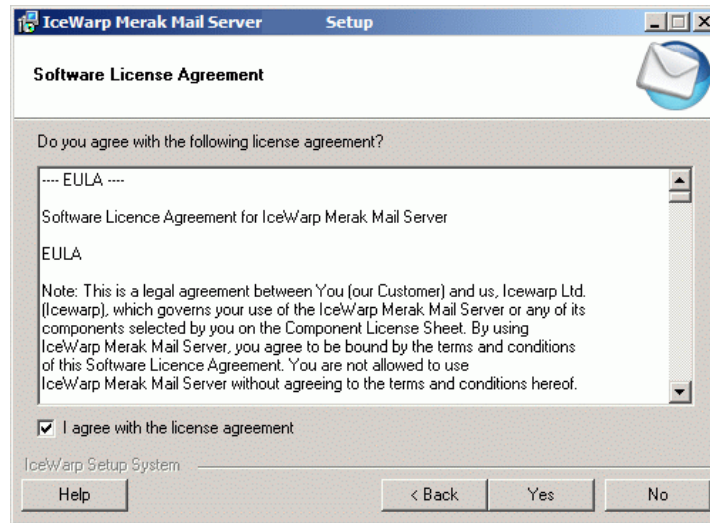 IceWarp Merak Mail Server Setup
Software License Agreement
Do you agree with the following license agreement?
---- EULA ----
Software Licence Agreement for IceWarp Merak Mail Server
EULA
Note: This is a legal agreement between You (our Customer) and us, Icewarp Ltd.
(Icewarp), which governs your use of the IceWarp Merak Mail Server or any of its
components selected by you on the Component License Sheet. By using
IceWarp Merak Mail Server, you agree to be bound by the terms and conditions
of this Software Licence Agreement. You are not allowed to use
IceWarp Merak Mail Server without agreeing to the terms and conditions hereof.
I agree with the license agreement
IceWarp Setup System
Help < Back Yes No